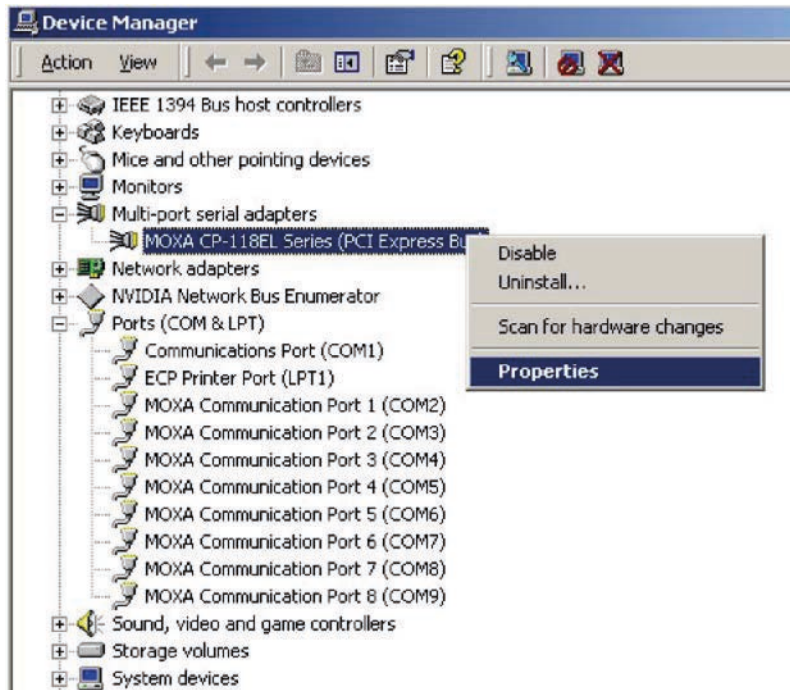 Device Manager
Action View
IEEE 1394 Bus host controllers
Keyboards
Mice and other pointing devices
Monitors
Multi-port serial adapters
MOXA CP-118EL Series (PCI Express
Network adapters
NVIDIA Network Bus Enumerator
Ports (COM & LPT)
Communications Port (COM1)
ECP Printer Port (LPT1)
MOXA Communication Port 1 (COM2)
MOXA Communication Port 2 (COM3)
MOXA Communication Port 3 (COM4)
MOXA Communication Port 4 (COM5)
MOXA Communication Port 5 (COM6)
MOXA Communication Port 6 (COM7)
MOXA Communication Port 7 (COM8)
MOXA Communication Port 8 (COM9)
Sound, video and game controllers
Storage volumes
System devices
Disable
Uninstall...
Scan for hardware changes
Properties